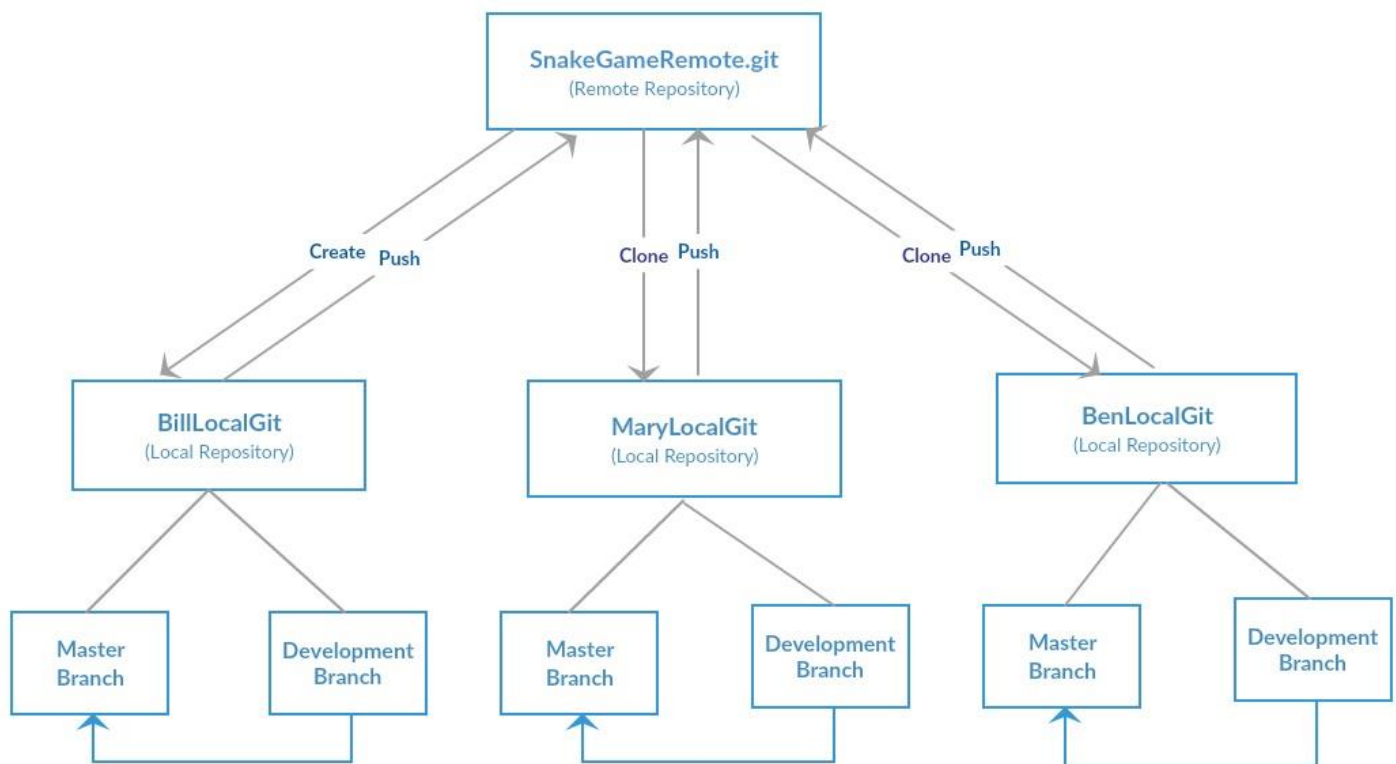 SnakeGameRemote.git
(Remote Repository)
Create
Push
Clone
Push
Clone
Push
BillLocalGit
(Local Repository)
MaryLocalGit
(Local Repository)
BenLocalGit
(Local Repository)
Master
Branch
Development
Branch
Master
Branch
Development
Branch
Master
Branch
Development
Branch